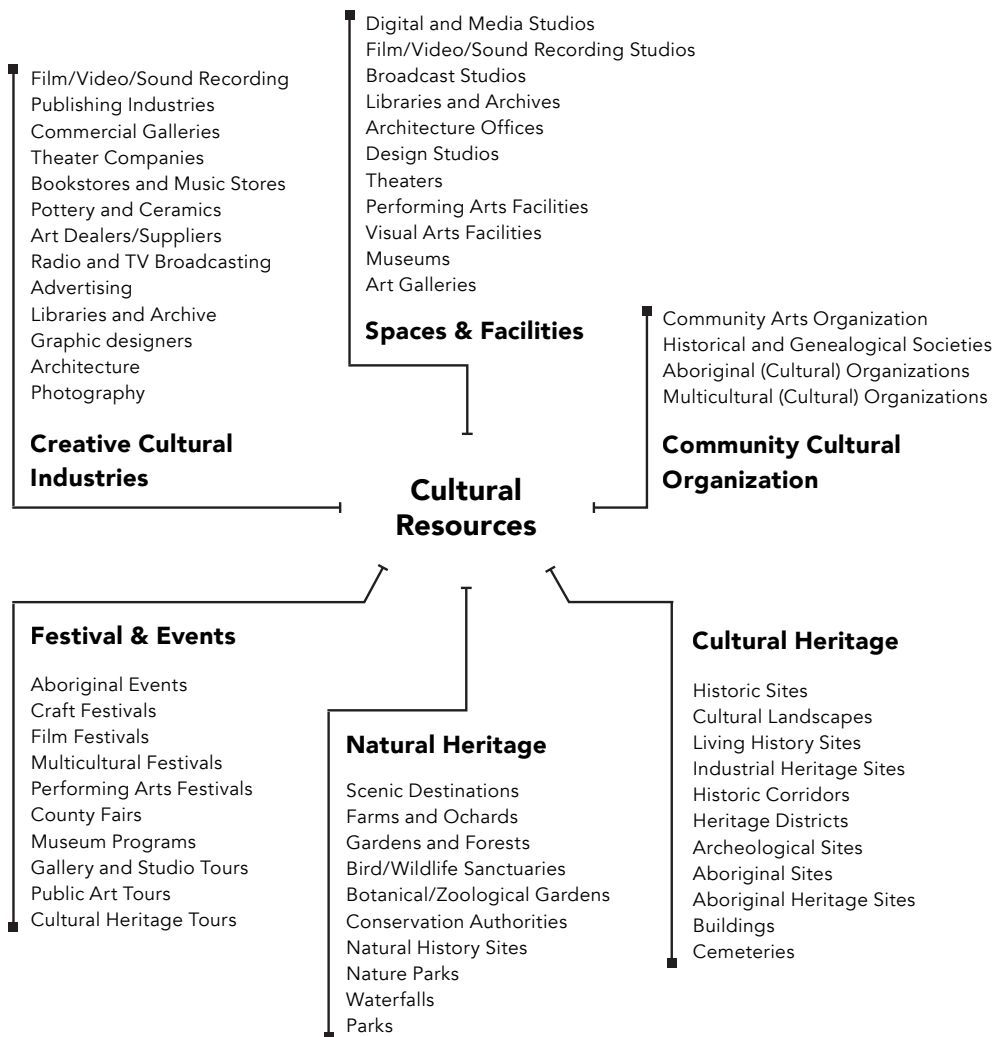 Digital and Media Studios
Film/Video/Sound Recording Studios
Broadcast Studios
Libraries and Archives
Architecture Offices
Design Studios
Theaters
Performing Arts Facilities
Visual Arts Facilities
Museums
Art Galleries
Spaces & Facilities
Film/Video/Sound Recording
Publishing Industries
Commercial Galleries
Theater Companies
Bookstores and Music Stores
Pottery and Ceramics
Art Dealers/Suppliers
Radio and TV Broadcasting
Advertising
Libraries and Archive
Graphic designers
Architecture
Photography
Creative Cultural
Industries
Community Arts Organization
Historical and Genealogical Societies
Aboriginal (Cultural) Organizations
Multicultural (Cultural) Organizations
Community Cultural
Organization
Cultural
Resources
Festival & Events
Aboriginal Events
Craft Festivals
Film Festivals
Multicultural Festivals
Performing Arts Festivals
County Fairs
Museum Programs
Gallery and Studio Tours
Public Art Tours
Cultural Heritage Tours
Natural Heritage
Scenic Destinations
Farms and Ochards
Gardens and Forests
Bird/Wildlife Sanctuaries
Botanical/Zoological Gardens
Conservation Authorities
Natural History Sites
Nature Parks
Waterfalls
Parks
Cultural Heritage
Historic Sites
Cultural Landscapes
Living History Sites
Industrial Heritage Sites
Historic Corridors
Heritage Districts
Archeological Sites
Aboriginal Sites
Aboriginal Heritage Sites
Buildings
Cemeteries